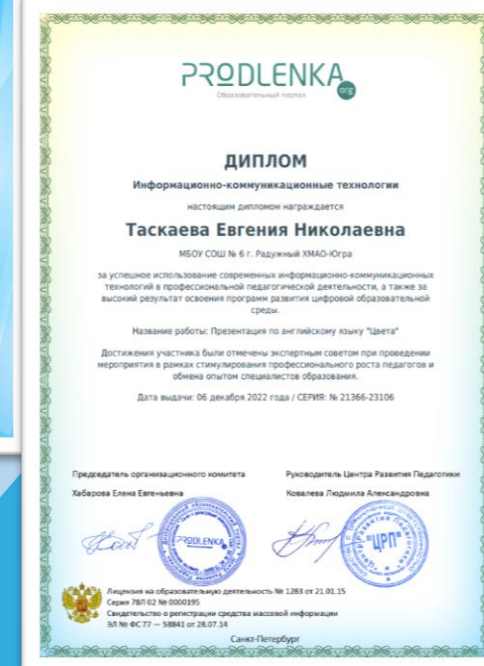 PRODLENKA
.org
Образовательный портал
ДИПЛОМ
Информационно-коммуникационные технологии
настоящим дипломом награждается
Таскаева Евгения Николаевна
МБОУ СОШ № 6 г. Радужный ХМАО-Югра
за успешное использование современных информационно-коммуникационных
технологий в профессиональной педагогической деятельности, а также за
высокий результат освоения программ развития цифровой образовательной
среды.
Название работы: Презентация по английскому языку "Цвета"
Достижения участника были отмечены экспертным советом при проведении
мероприятия в рамках стимулирования профессионального роста педагогов и
обмена опытом специалистов образования.
Дата выдачи: 06 декабря 2022 года / СЕРИЯ: № 21366-23106
Председатель организационного комитета
Хабарова Елена Евгеньевна
Руководитель Центра Развития Педагогики
Ковалева Людмила Александровна
PRODLENKA
"ЦРП"
Лицензия на образовательную деятельность № 1283 от 21.01.15
Серия 78Л 02 № 0000195
Свидетельство о регистрации средства массовой информации
ЭЛ № ФС 77 — 58841 от 28.07.14
Санкт-Петербург